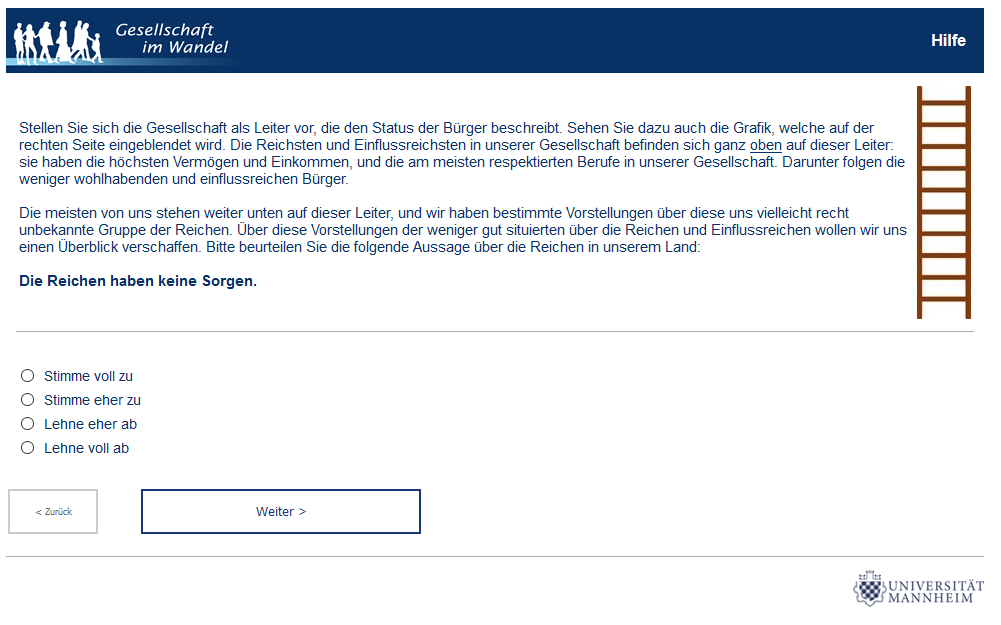 Gesellschaft
im Wandel
Hilfe
Stellen Sie sich die Gesellschaft als Leiter vor, die den Status der Bürger beschreibt. Sehen Sie dazu auch die Grafik, welche auf der
rechten Seite eingeblendet wird. Die Reichsten und Einflussreichsten in unserer Gesellschaft befinden sich ganz oben auf dieser Leiter:
sie haben die höchsten Vermögen und Einkommen, und die am meisten respektierten Berufe in unserer Gesellschaft. Darunter folgen die
weniger wohlhabenden und einflussreichen Bürger.
Die meisten von uns stehen weiter unten auf dieser Leiter, und wir haben bestimmte Vorstellungen über diese uns vielleicht recht
unbekannte Gruppe der Reichen. Über diese Vorstellungen der weniger gut situierten über die Reichen und Einflussreichen wollen wir uns
einen Überblick verschaffen. Bitte beurteilen Sie die folgende Aussage über die Reichen in unserem Land:
Die Reichen haben keine Sorgen.
Stimme voll zu
Stimme eher zu
Lehne eher ab
Lehne voll ab
< Zurück
Weiter >
UNIVERSITÄT
MANNHEIM